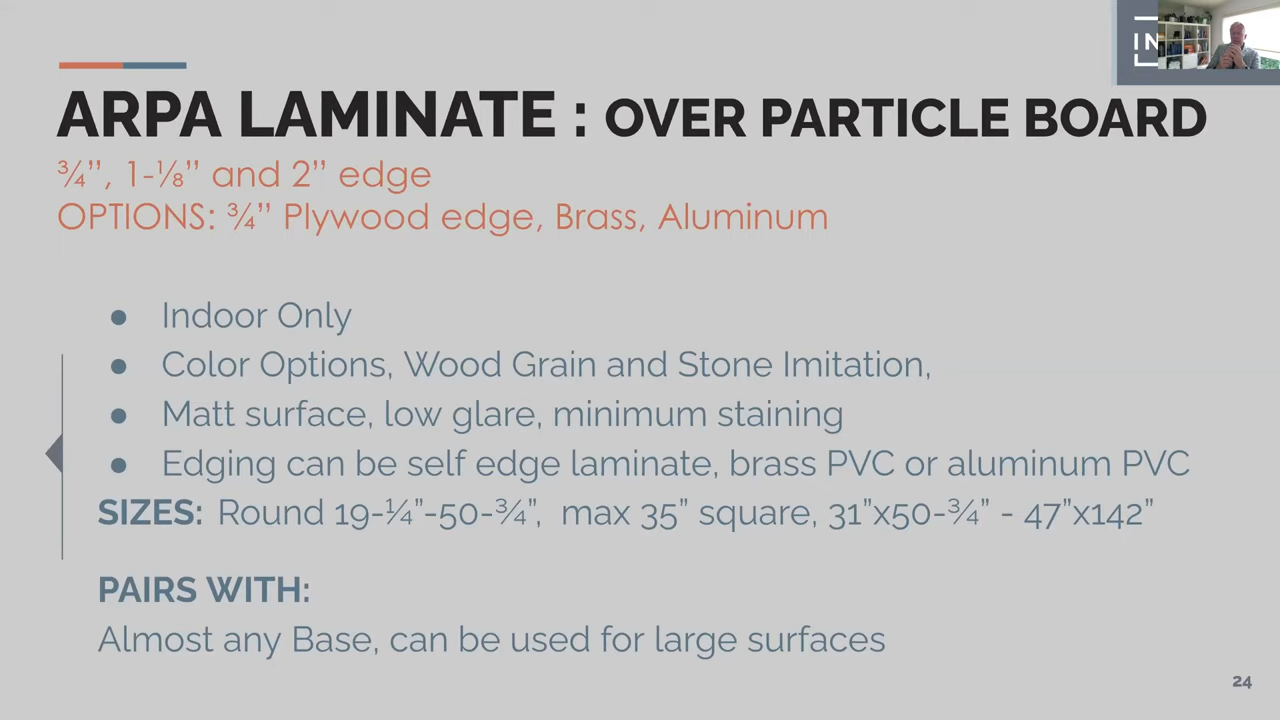 IN
ARPA LAMINATE : OVER PARTICLE BOARD
¾”, 1-⅛” and 2” edge
OPTIONS: ¾” Plywood edge, Brass, Aluminum
● Indoor Only
● Color Options, Wood Grain and Stone Imitation,
● Matt surface, low glare, minimum staining
● Edging can be self edge laminate, brass PVC or aluminum PVC
SIZES: Round 19-¼”-50-¾”, max 35” square, 31”x50-¾” - 47”x142”
PAIRS WITH:
Almost any Base, can be used for large surfaces
24